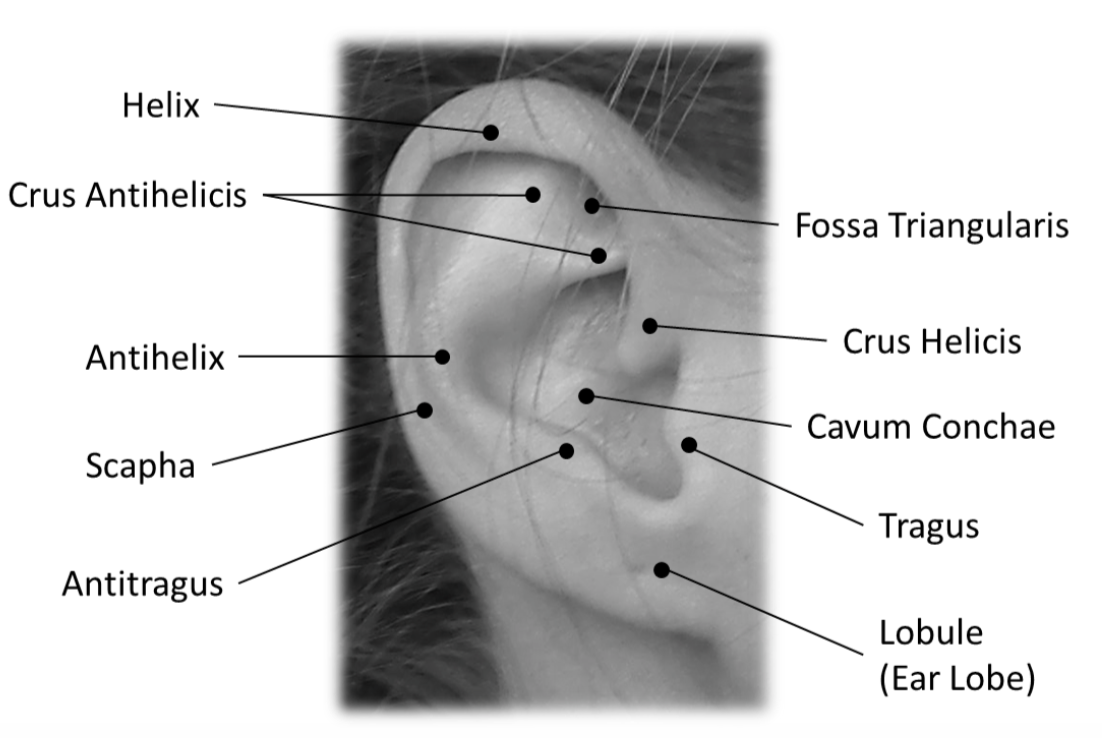 Helix
Crus Antihelicis
Fossa Triangularis
Crus Helicis
Antihelix
Cavum Conchae
Scapha
Tragus
Antitragus
Lobule
(Ear Lobe)